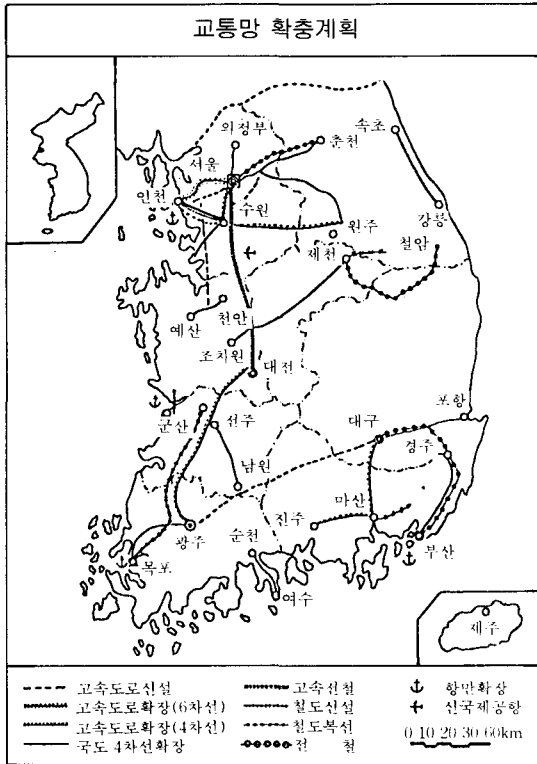 교통망 확충계획
의정부
춘천
속초
서울
인천
수원
원주
강릉
제천
철암
예산
천안
조치원
대전
군산
선주
대구
포항
경주
남원
마산
진주
광주
순천
부산
목포
여수
제주
고속도로신설
고속도로확장(6차선)
고속도로확장(4차선)
국도 4차선확장
고속전철
철도신설
철도복선
전 철
항만확장
신국제공항
0 10 20 30 60km